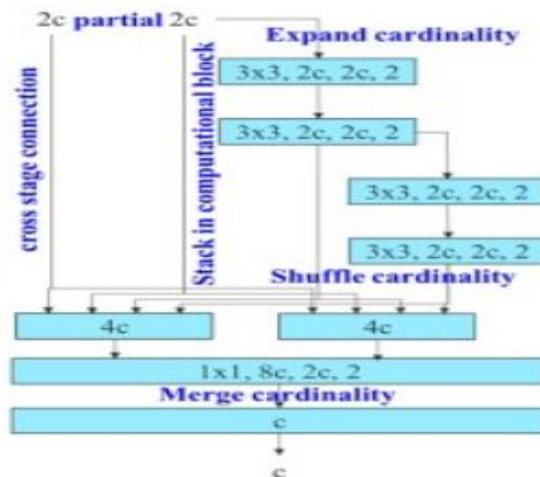 2c partial 2c
Expand cardinality
3x3, 2c, 2c, 2
3x3, 2c, 2c, 2
cross stage connection
Stack in computational block
3x3, 2c, 2c, 2
3x3, 2c, 2c, 2
Shuffle cardinality
4c
4c
1x1, 8c, 2c, 2
Merge cardinality
c
c